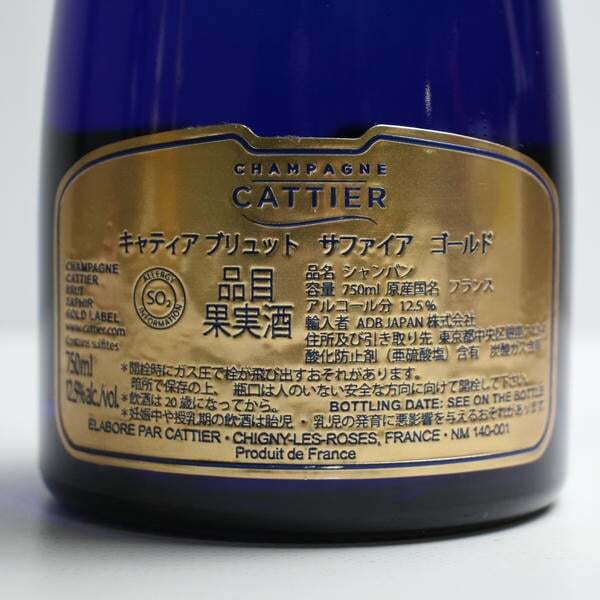 CHAMPAGNE
CATTIER
キャティア ブリュット サファイア ゴールド
CHAMPAGNE
CATTIER
BRUT
SAPHIR
GOLD LABEL
www.cattier.com
Contains sulfites
750ml
12.5%alc./vol.
ALLERGY
SO2
INFORMATION
品目
果実酒
品名 シャンパン
容量 750ml 原産国名 フランス
アルコール分 12.5%
輸入者 ADB JAPAN 株式会社
住所及び引き取り先 東京都中央区
酸化防止剤(亜硫酸塩)含有 炭酸ガス含有
*開栓時にガス圧で栓が飛び出すおそれがあります。
暗所で保存の上。 瓶口は人のいない安全な方向に向けて開栓して下さい。
*飲酒は20歳になってから。 BOTTLING DATE: SEE ON THE BOTTLE
*妊娠中や授乳期の飲酒は胎児・乳児の発育に悪影響を与えるおそれがあります。
ELABORE PAR CATTIER · CHIGNY-LES-ROSES, FRANCE · NM 140-001
Produit de France